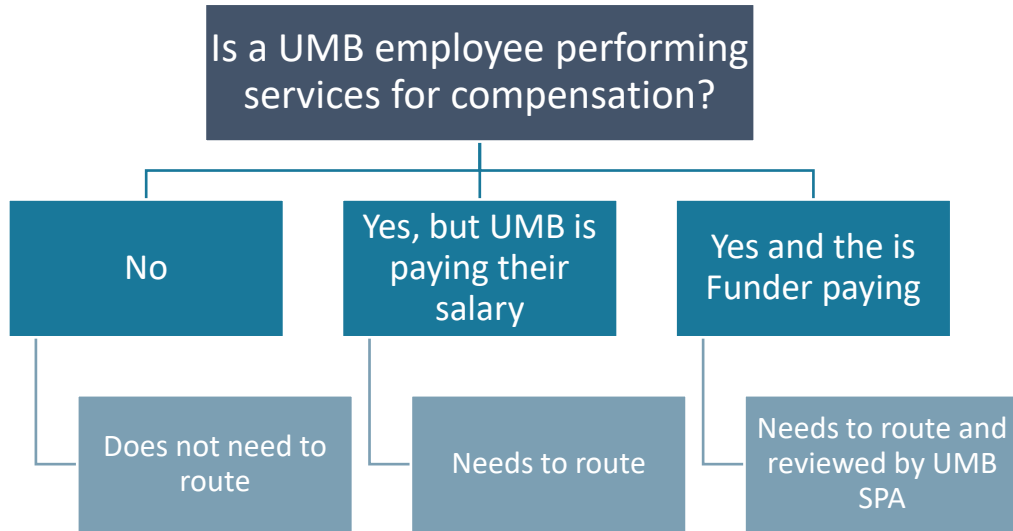 Is a UMB employee performing
services for compensation?
No
Yes, but UMB is
paying their
salary
Yes and the is
Funder paying
Does not need to
route
Needs to route
Needs to route and
reviewed by UMB
SPA